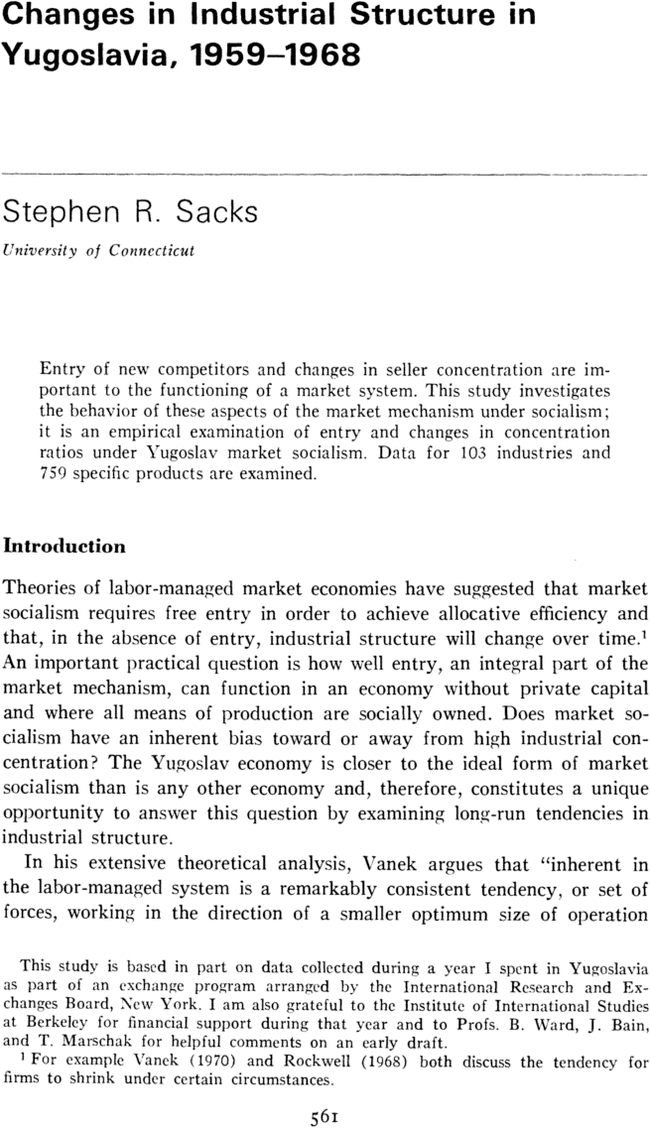 Changes in Industrial Structure in
Yugoslavia, 1959–1968
Stephen R. Sacks
University of Connecticut
Entry of new competitors and changes in seller concentration are im-
portant to the functioning of a market system. This study investigates
the behavior of these aspects of the market mechanism under socialism;
it is an empirical examination of entry and changes in concentration
ratios under Yugoslav market socialism. Data for 103 industries and
759 specific products are examined.
Introduction
Theories of labor-managed market economies have suggested that market
socialism requires free entry in order to achieve allocative efficiency and
that, in the absence of entry, industrial structure will change over time.¹
An important practical question is how well entry, an integral part of the
market mechanism, can function in an economy without private capital
and where all means of production are socially owned. Does market so-
cialism have an inherent bias toward or away from high industrial con-
centration? The Yugoslav economy is closer to the ideal form of market
socialism than is any other economy and, therefore, constitutes a unique
opportunity to answer this question by examining long-run tendencies in
industrial structure.
In his extensive theoretical analysis, Vanek argues that “inherent in
the labor-managed system is a remarkably consistent tendency, or set of
forces, working in the direction of a smaller optimum size of operation
This study is based in part on data collected during a year I spent in Yugoslavia
as part of an exchange program arranged by the International Research and Ex-
changes Board, New York. I am also grateful to the Institute of International Studies
at Berkeley for financial support during that year and to Profs. B. Ward, J. Bain,
and T. Marschak for helpful comments on an early draft.
¹ For example Vanek (1970) and Rockwell (1968) both discuss the tendency for
firms to shrink under certain circumstances.
561